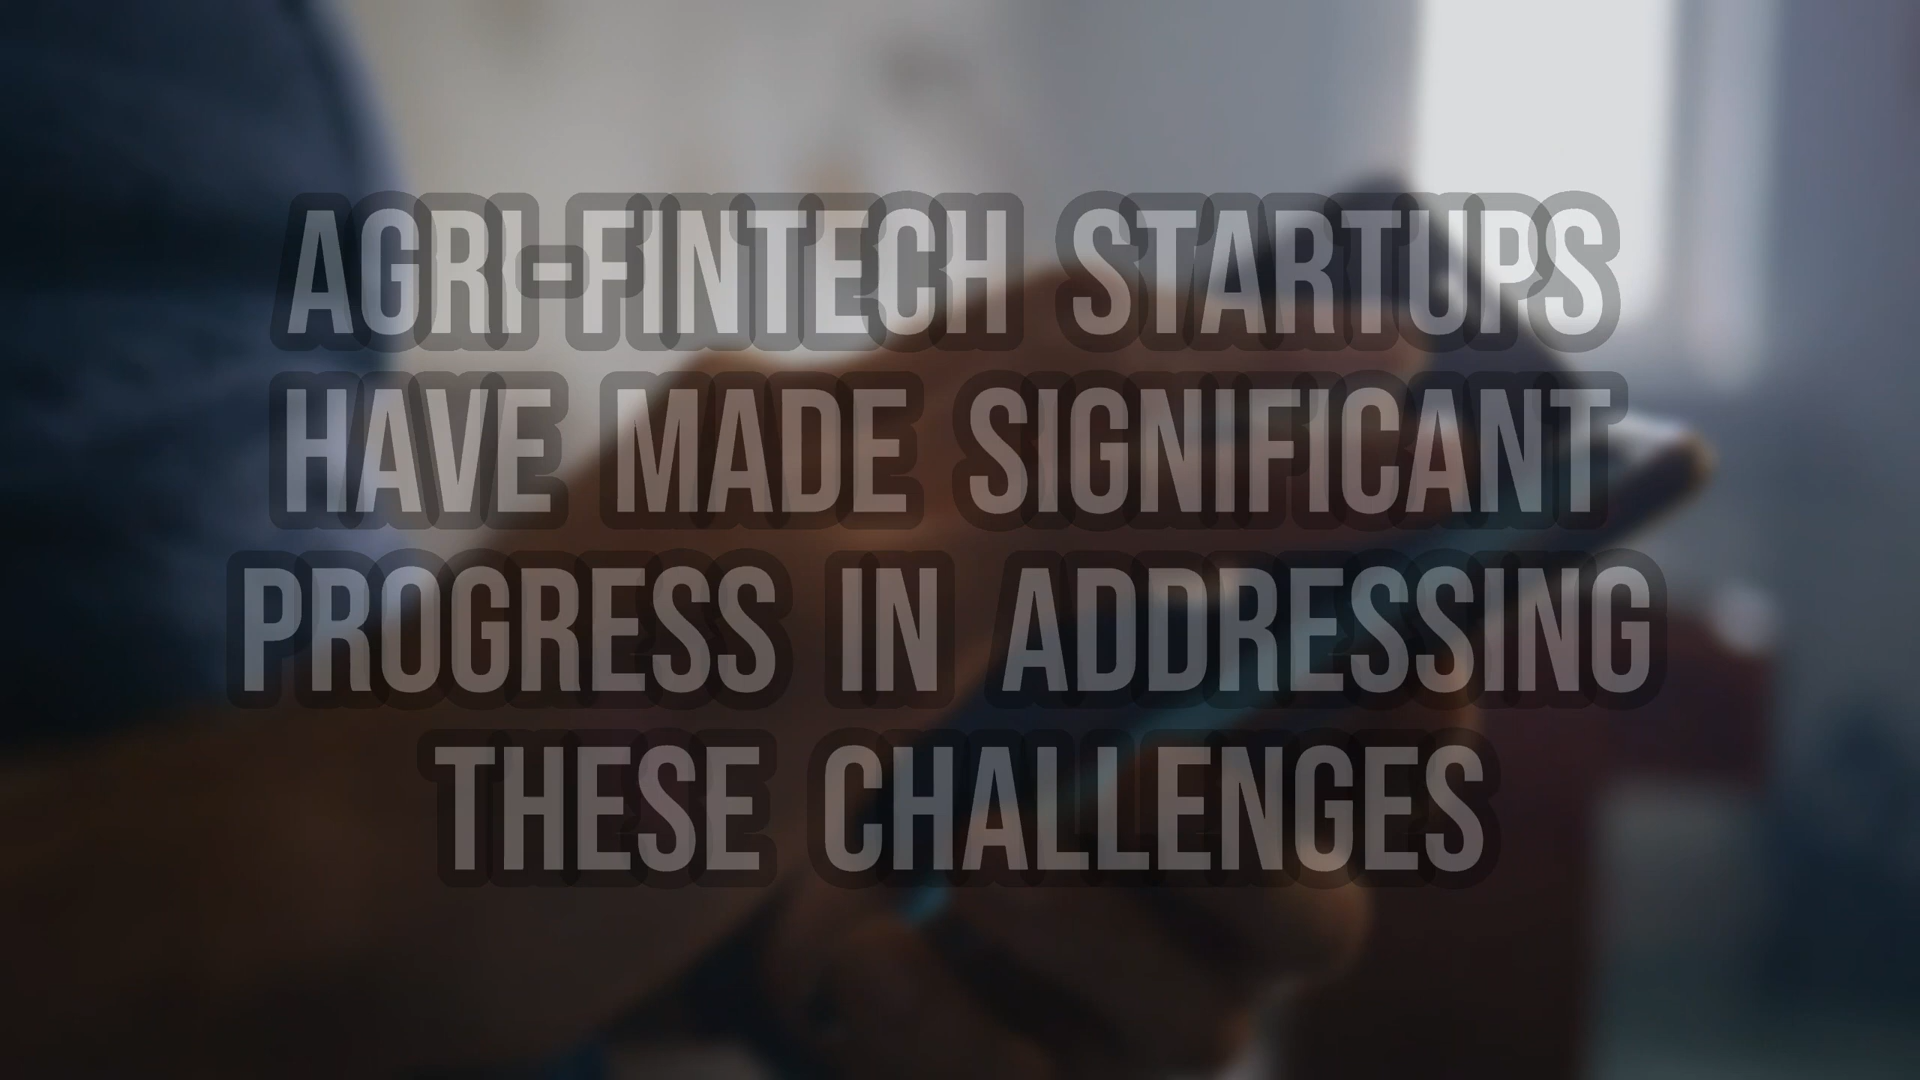 AGRI-FINTECH STARTUPS
HAVE MADE SIGNIFICANT
PROGRESS IN ADDRESSING
THESE CHALLENGES